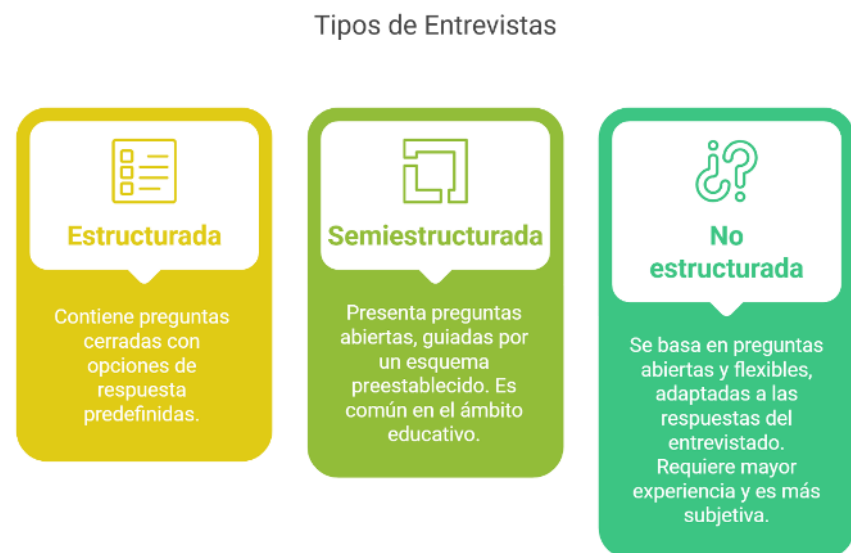 Tipos de Entrevistas
Estructurada
Contiene preguntas
cerradas con
opciones de
respuesta
predefinidas.
Semiestructurada
Presenta preguntas
abiertas, guiadas por
un esquema
preestablecido. Es
común en el ámbito
educativo.
No
estructurada
Se basa en preguntas
abiertas y flexibles,
adaptadas a las
respuestas del
entrevistado.
Requiere mayor
experiencia y es más
subjetiva.